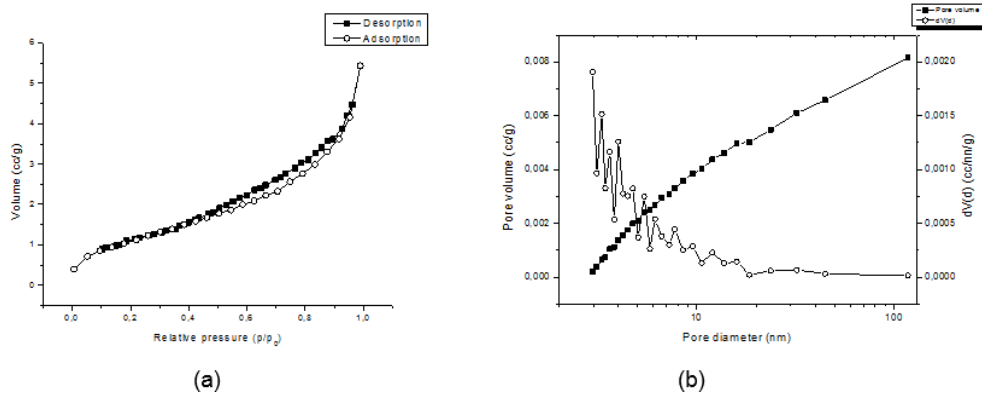 Desorption
Adsorption
6
5
4
3
2
1
0
Volume (cc/g)
0,0 0,2 0,4 0,6 0,8 1,0
Relative pressure (p/p0)
(a)
Pore volume
dV(d)
0,008
0,006
0,004
0,002
0,000
Pore volume (cc/g)
0,0020
0,0015
0,0010
0,0005
0,0000
dV(d) (cc/nn/g)
10 100
Pore diameter (nm)
(b)